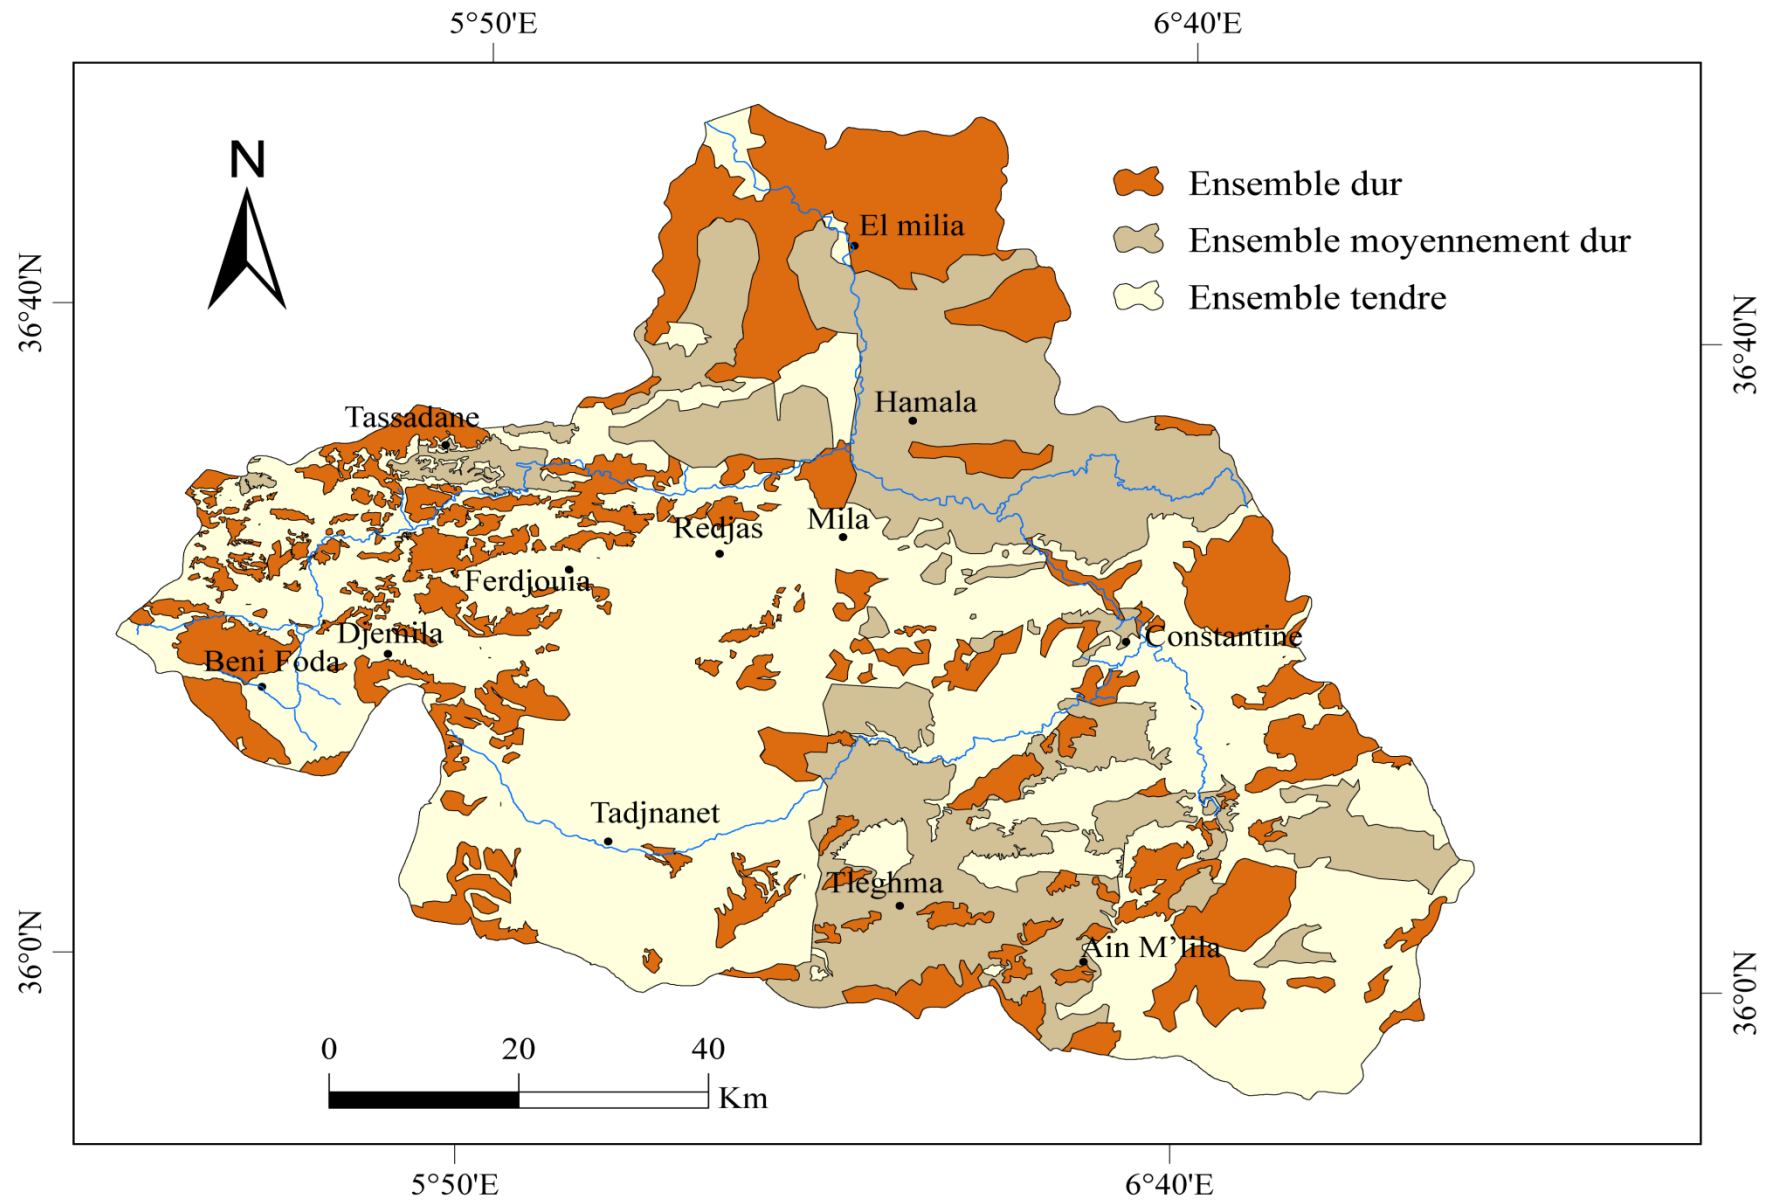 5°50'E
6°40'E
N
Ensemble dur
Ensemble moyennement dur
Ensemble tendre
El milia
36°40'N
36°40'N
Hamala
Tassadane
Redjas
Mila
Ferdjouia
Djemila
Constantine
Beni Foda
Tadjnanet
Tleghma
Ain M’lila
36°0'N
36°0'N
0 20 40
Km
5°50'E
6°40'E